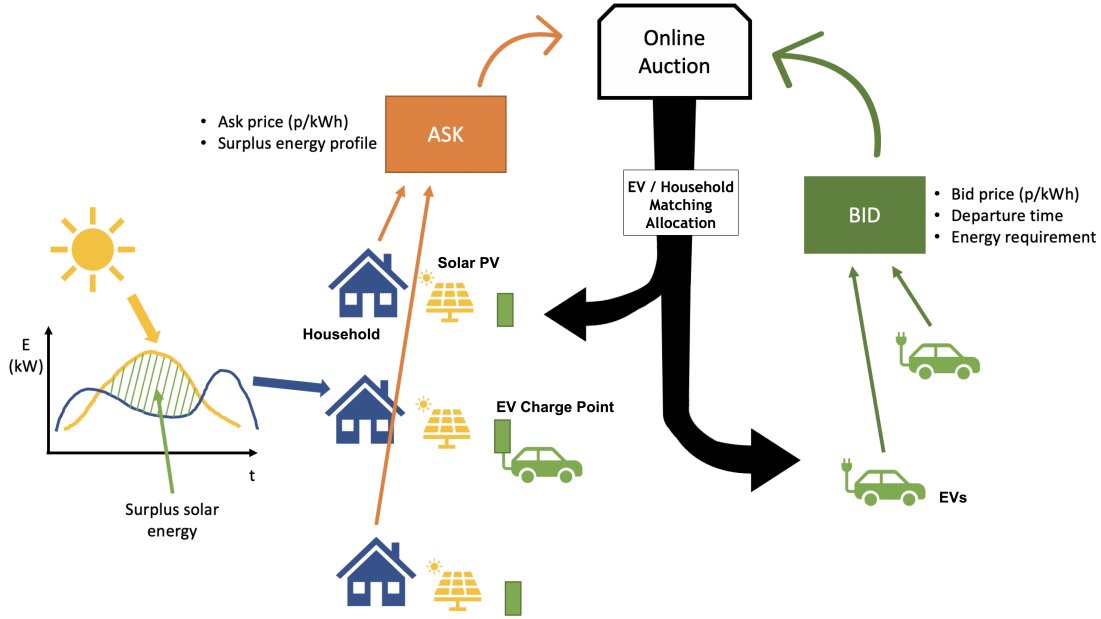 Online
Auction
• Ask price (p/kWh)
• Surplus energy profile
ASK
EV / Household
Matching
Allocation
BID
• Bid price (p/kWh)
• Departure time
• Energy requirement
Solar PV
Household
E
(kW)
EV Charge Point
t
Surplus solar
energy
EVs